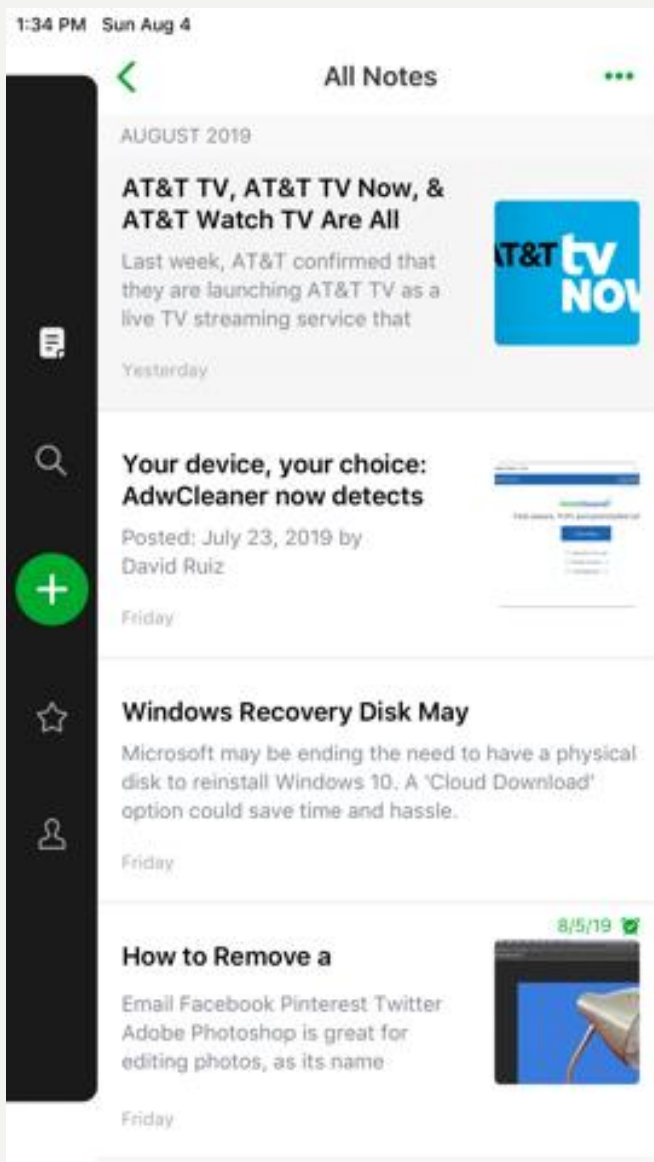 1:34 PM Sun Aug 4
All Notes
AUGUST 2019
AT&T TV, AT&T TV Now, &
AT&T Watch TV Are All
Last week, AT&T confirmed that
they are launching AT&T TV as a
live TV streaming service that
Yesterday
AT&T tv
NOW
Your device, your choice:
AdwCleaner now detects
Posted: July 23, 2019 by
David Ruiz
Friday
Windows Recovery Disk May
Microsoft may be ending the need to have a physical
disk to reinstall Windows 10. A 'Cloud Download'
option could save time and hassle.
Friday
8/5/19
How to Remove a
Email Facebook Pinterest Twitter
Adobe Photoshop is great for
editing photos, as its name
Friday